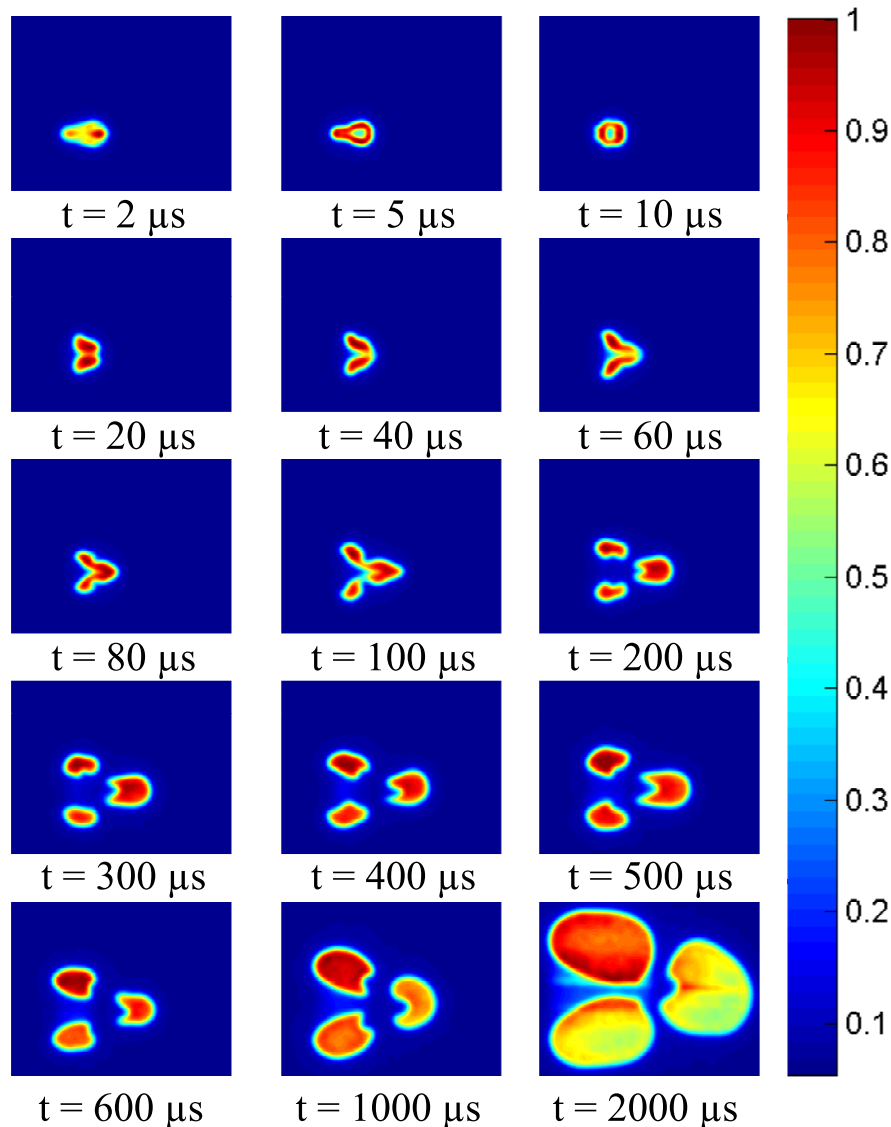 t = 2 µs t = 5 µs t = 10 µs
t = 20 µs t = 40 µs t = 60 µs
t = 80 µs t = 100 µs t = 200 µs
t = 300 µs t = 400 µs t = 500 µs
t = 600 µs t = 1000 µs t = 2000 µs
1
0.9
0.8
0.7
0.6
0.5
0.4
0.3
0.2
0.1